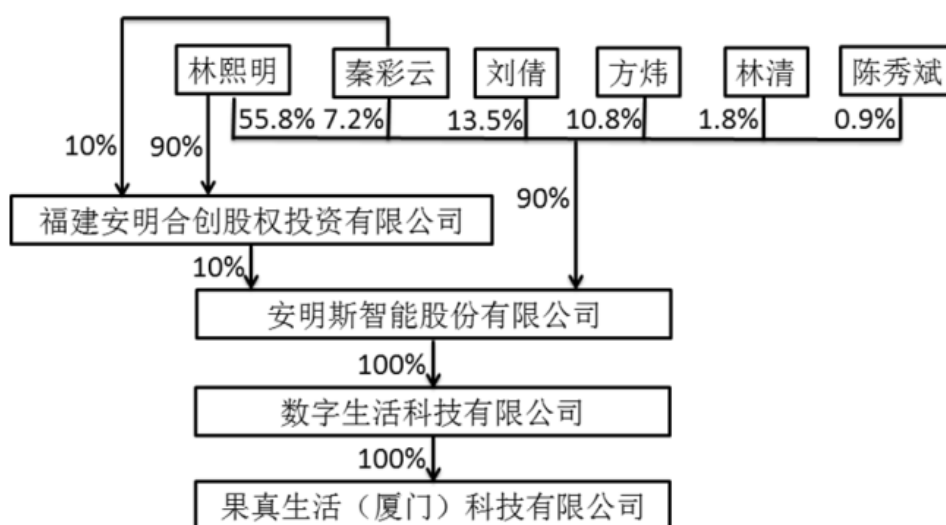 林熙明 秦彩云 刘倩 方炜 林清 陈秀斌
55.8% 7.2% 13.5% 10.8% 1.8% 0.9%
10% 90%
90%
福建安明合创股权投资有限公司
10%
安明斯智能股份有限公司
100%
数字生活科技有限公司
100%
果真生活（厦门）科技有限公司